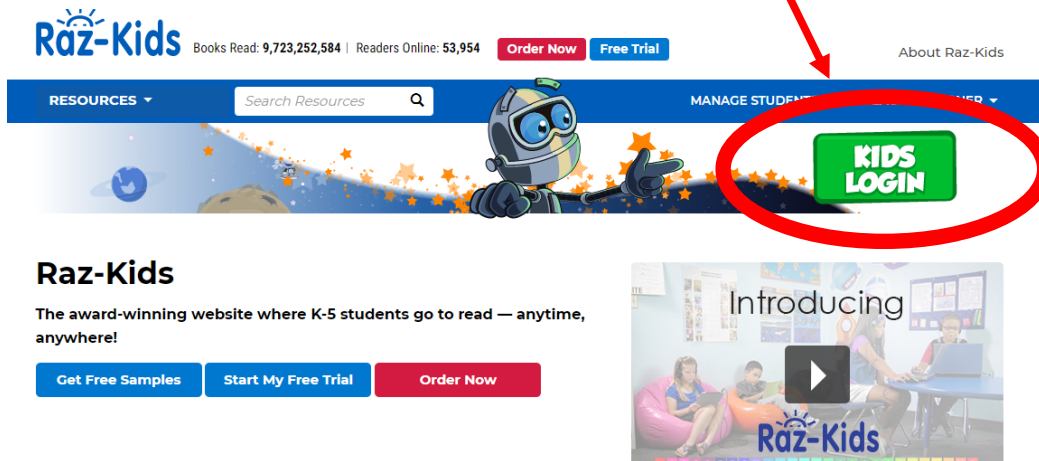 Raz-Kids
Books Read: 9,723,252,584 | Readers Online: 53,954 Order Now Free Trial
About Raz-Kids
RESOURCES Search Resources MANAGE STUDENT
KIDS
LOGIN
Raz-Kids
The award-winning website where K-5 students go to read — anytime,
anywhere!
Get Free Samples Start My Free Trial Order Now
Introducing
Raz-Kids